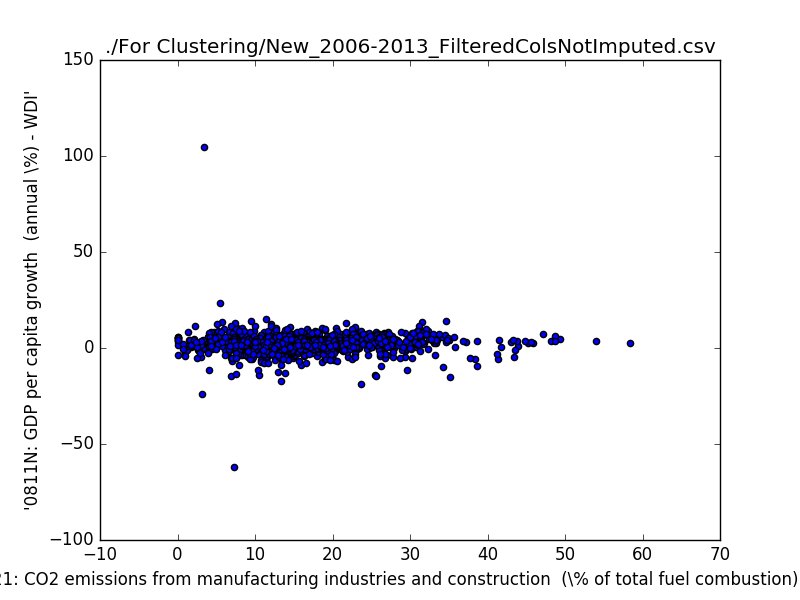 ./For Clustering/New_2006-2013_FilteredColsNotImputed.csv
150
100
50
0
−50
−100
'0811N: GDP per capita growth  (annual \%) - WDI'
−10 0 10 20 30 40 50 60 70
21: CO2 emissions from manufacturing industries and construction  (\% of total fuel combustion)